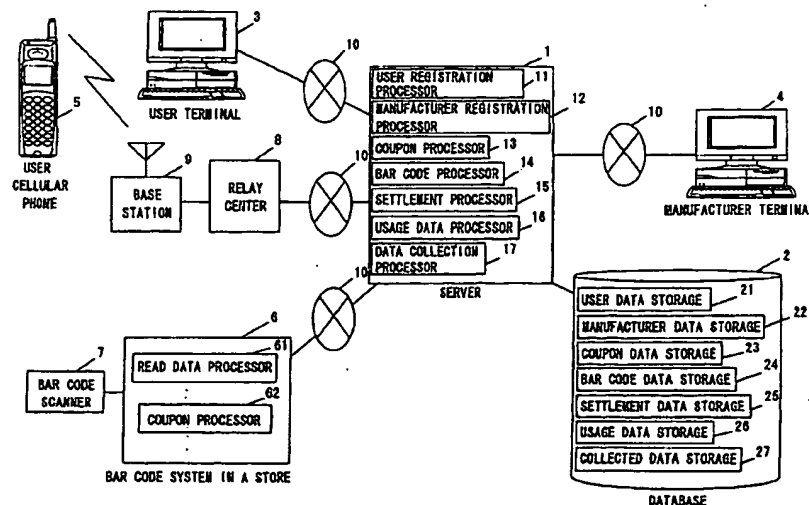 3
10
1
USER REGISTRATION
PROCESSOR
11
MANUFACTURER REGISTRATION
PROCESSOR
12
COUPON PROCESSOR
13
BAR CODE PROCESSOR
14
SETTLEMENT PROCESSOR
15
USAGE DATA PROCESSOR
16
DATA COLLECTION
PROCESSOR
17
SERVER
5
USER
CELLULAR
PHONE
USER TERMINAL
9
BASE
STATION
8
RELAY
CENTER
10
10
4
MANUFACTURER TERMINA
10
6
61
READ DATA PROCESSOR
62
COUPON PROCESSOR
7
BAR CODE
SCANNER
BAR CODE SYSTEM IN A STORE
2
USER DATA STORAGE
21
MANUFACTURER DATA STORAGE
22
COUPON DATA STORAGE
23
BAR CODE DATA STORAGE
24
SETTLEMENT DATA STORAGE
25
USAGE DATA STORAGE
26
COLLECTED DATA STORAGE
27
DATABASE